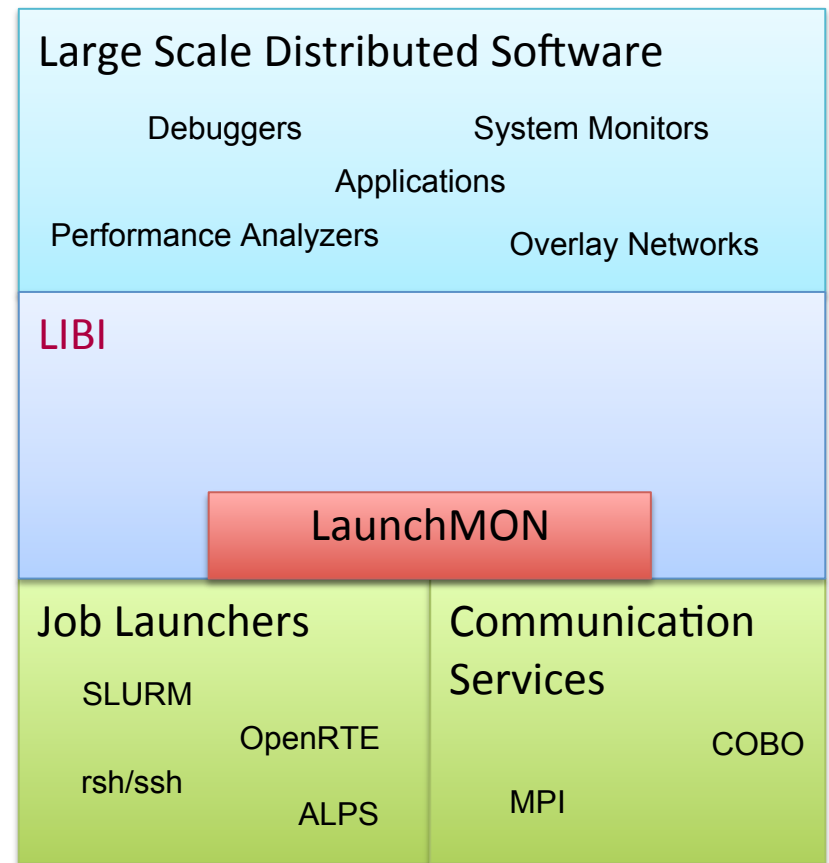 Large Scale Distributed Software
Debuggers
System Monitors
Applications
Performance Analyzers
Overlay Networks
LIBI
LaunchMON
Job Launchers
SLURM
OpenRTE
rsh/ssh
ALPS
Communication
Services
COBO
MPI